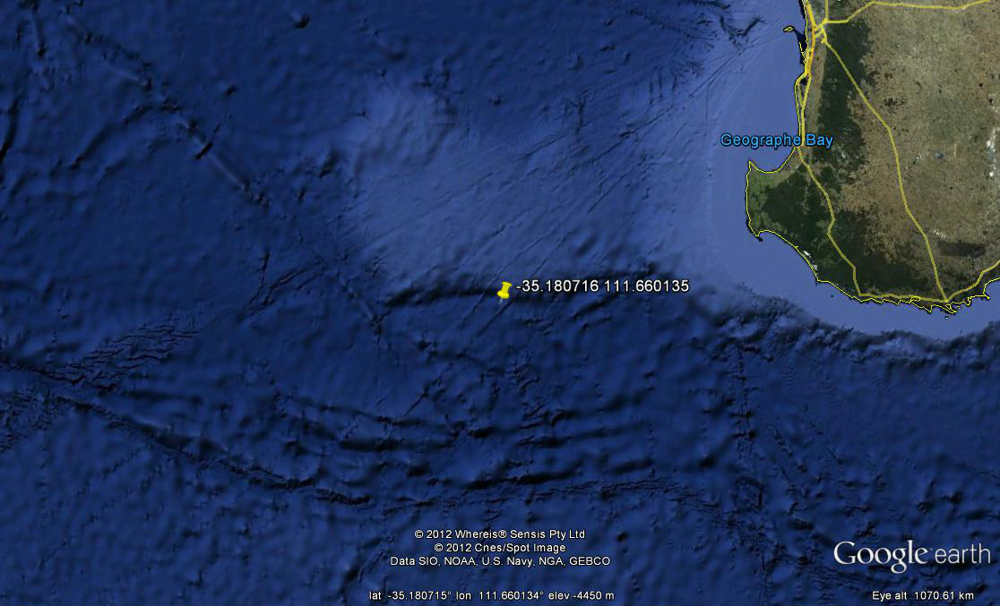 Geographe Bay
-35.180716 111.660135
© 2012 Whereis® Sensis Pty Ltd
© 2012 Cnes/Spot Image
Data SIO, NOAA, U.S. Navy, NGA, GEBCO
Google earth
lat -35.180715° lon 111.660134° elev -4450 m
Eye alt 1070.61 km